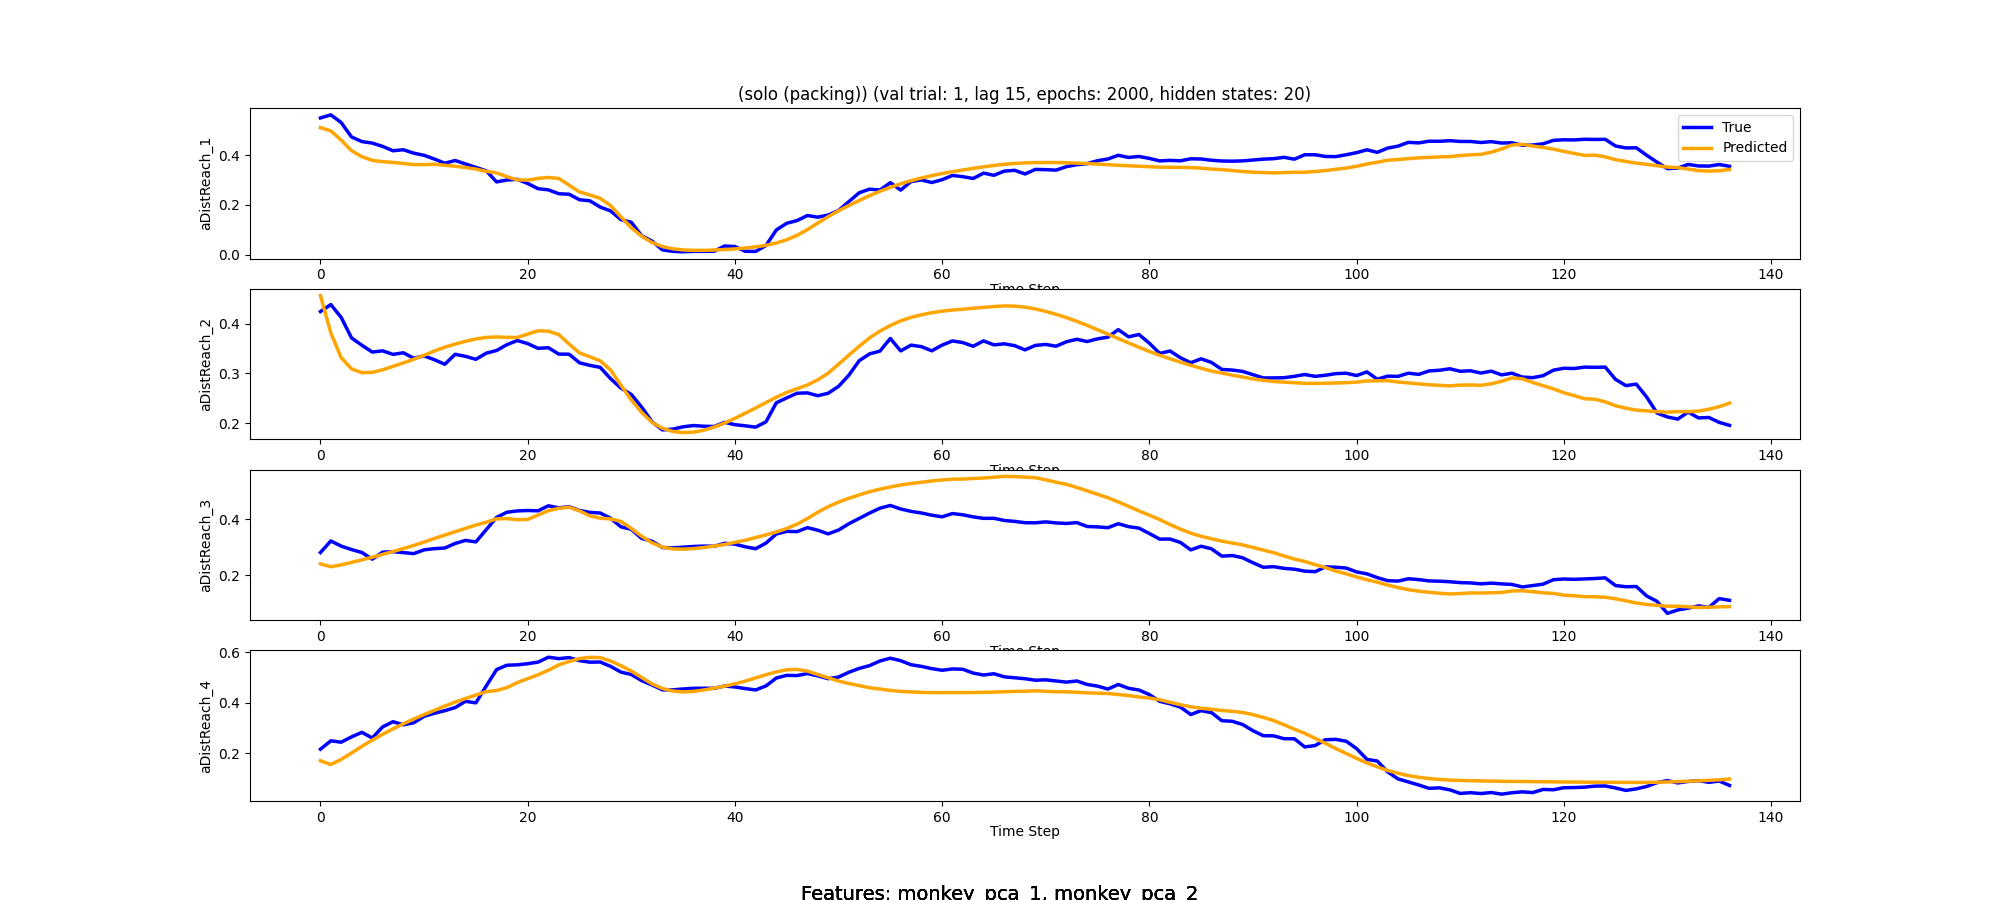 (solo (packing)) (val trial: 1, lag 15, epochs: 2000, hidden states: 20)
True
Predicted
aDistReach_1
0.4
0.2
0.0
0 20 40 60 80 100 120 140
Time Step
aDistReach_2
0.4
0.3
0.2
0 20 40 60 80 100 120 140
Time Step
aDistReach_3
0.4
0.2
0 20 40 60 80 100 120 140
Time Step
aDistReach_4
0.6
0.4
0.2
0 20 40 60 80 100 120 140
Time Step
Features: monkey_pca_1, monkey_pca_2